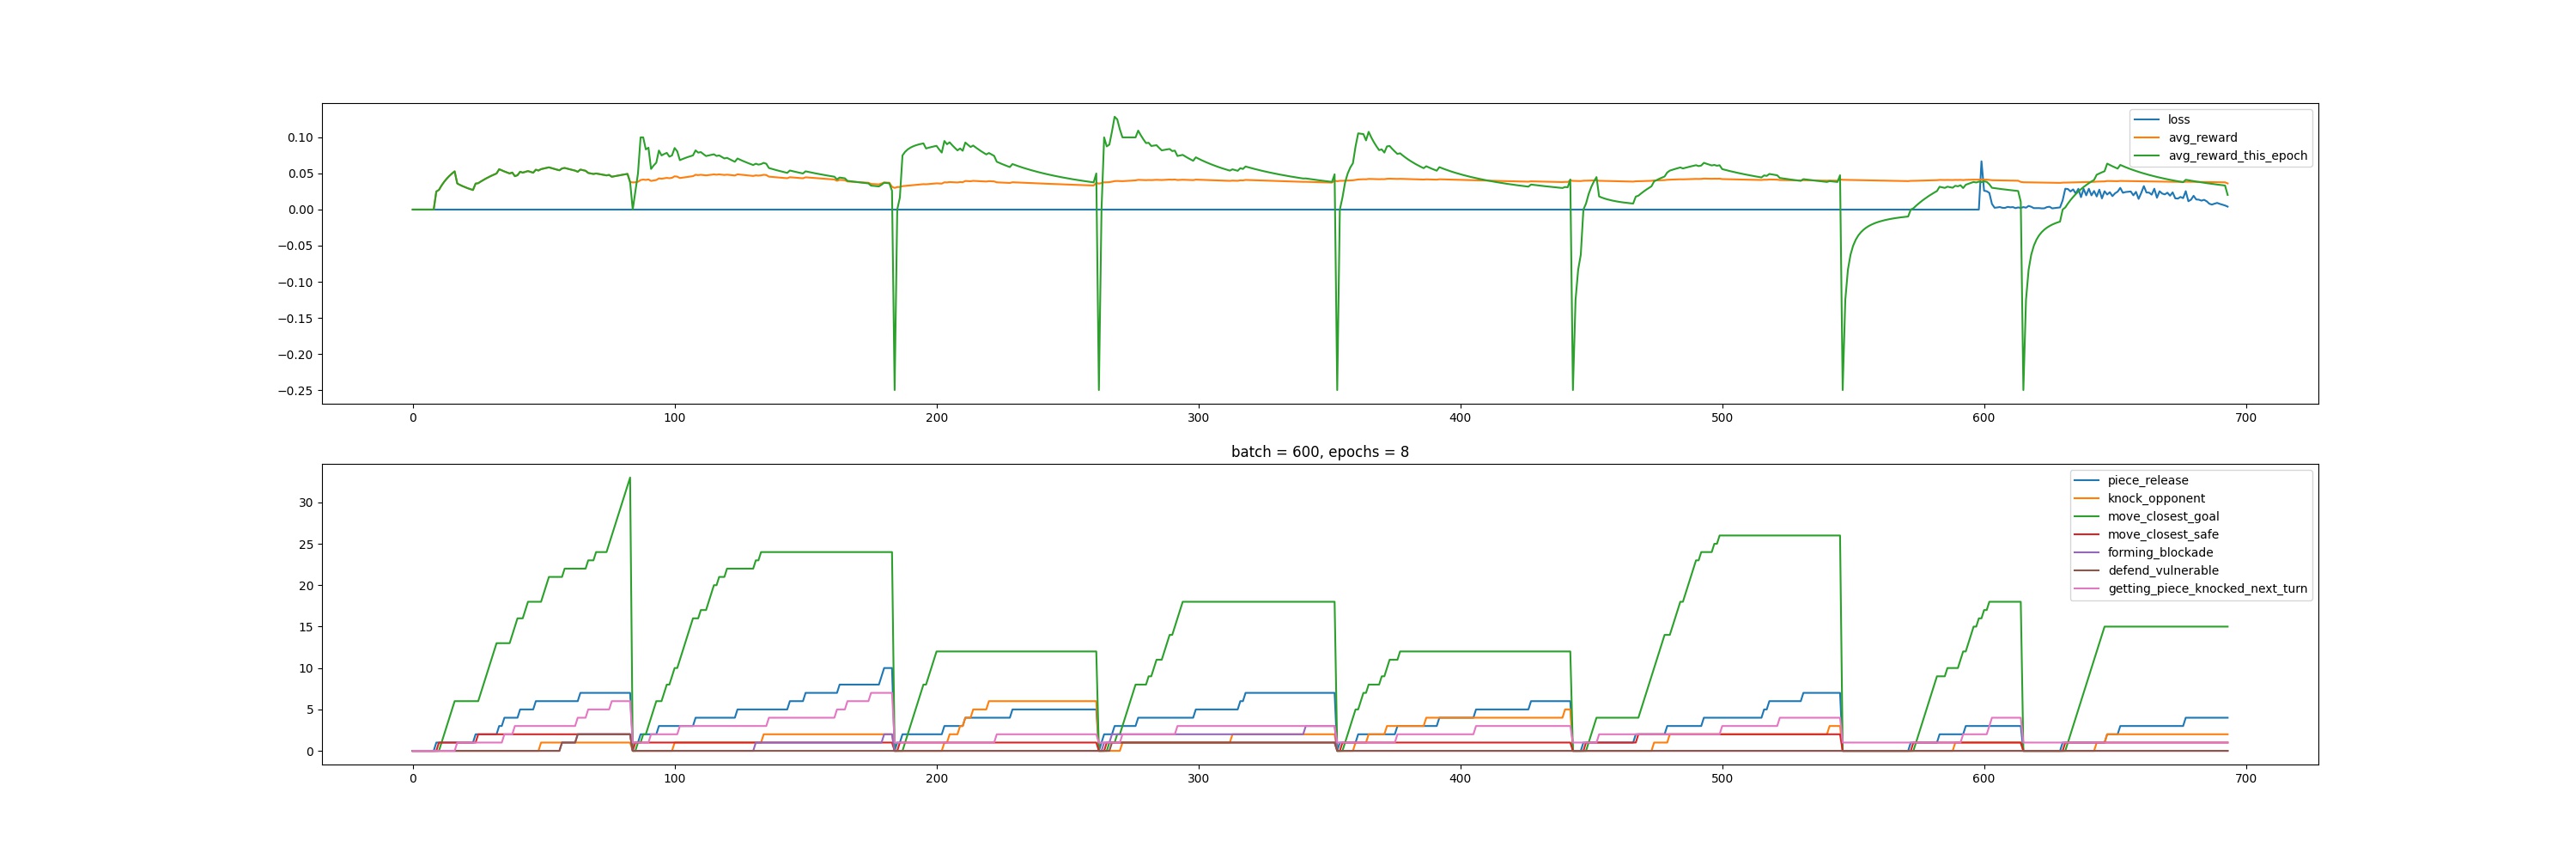 0.10
0.05
0.00
−0.05
−0.10
−0.15
−0.20
−0.25
0 100 200 300 400 500 600 700
loss
avg_reward
avg_reward_this_epoch
batch = 600, epochs = 8
30
25
20
15
10
5
0
0 100 200 300 400 500 600 700
piece_release
knock_opponent
move_closest_goal
move_closest_safe
forming_blockade
defend_vulnerable
getting_piece_knocked_next_turn